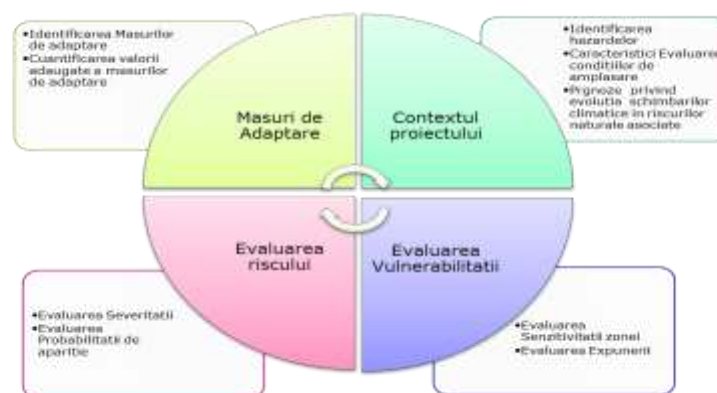 •Identificarea Masurilor
de adaptare
•Cuantificarea valorii
adaugate a masurilor
de adaptare
•Identificarea
hazardelor
•Caracteristici Evaluarea
conditiilor de
amplasare
•Prgnoze privind
evolutia schimbarilor
climatice in riscurilor
naturale asociate
Masuri de
Adaptare
Contextul
proiectului
Evaluarea
riscului
Evaluarea
Vulnerabilitatii
•Evaluarea Severitatii
•Evaluarea
Probabilitatii de
aparitie
•Evaluarea
Senzitivitatii zonei
•Evaluarea Expunerii